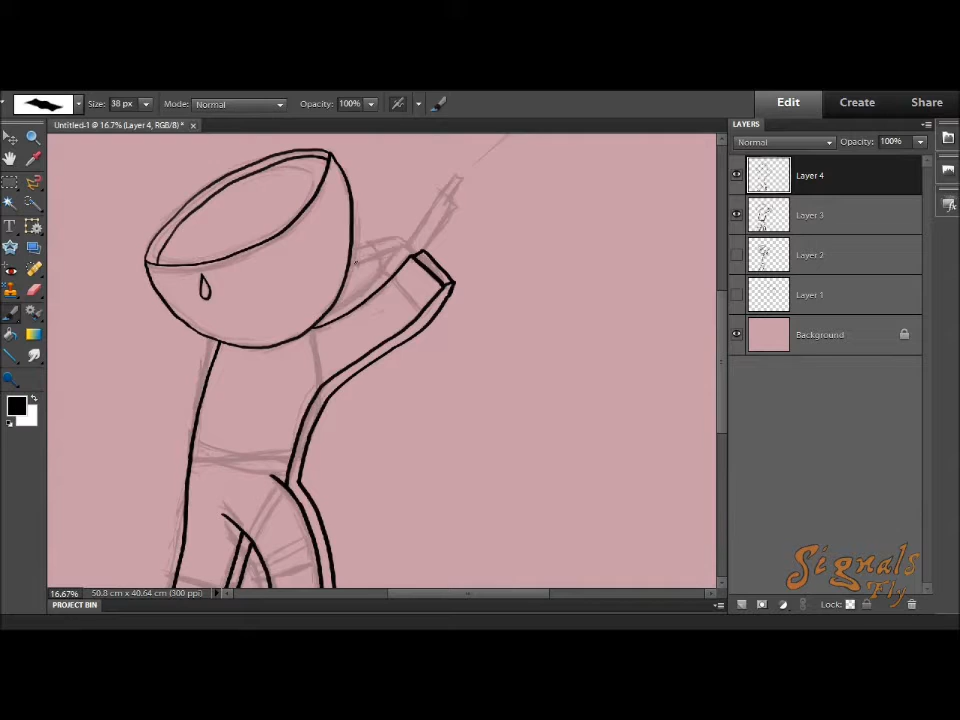 Size: 38 px Mode: Normal Opacity: 100% Edit Create Share
Untitled-1 @ 16.7% (Layer 4, RGB/8) * x
LAYERS
Normal Opacity: 100%
Layer 4
Layer 3
Layer 2
Layer 1
Background
T
fx
Signals
Fly
16.67% 50.8 cm x 40.64 cm (300 ppi)
Lock:
PROJECT BIN